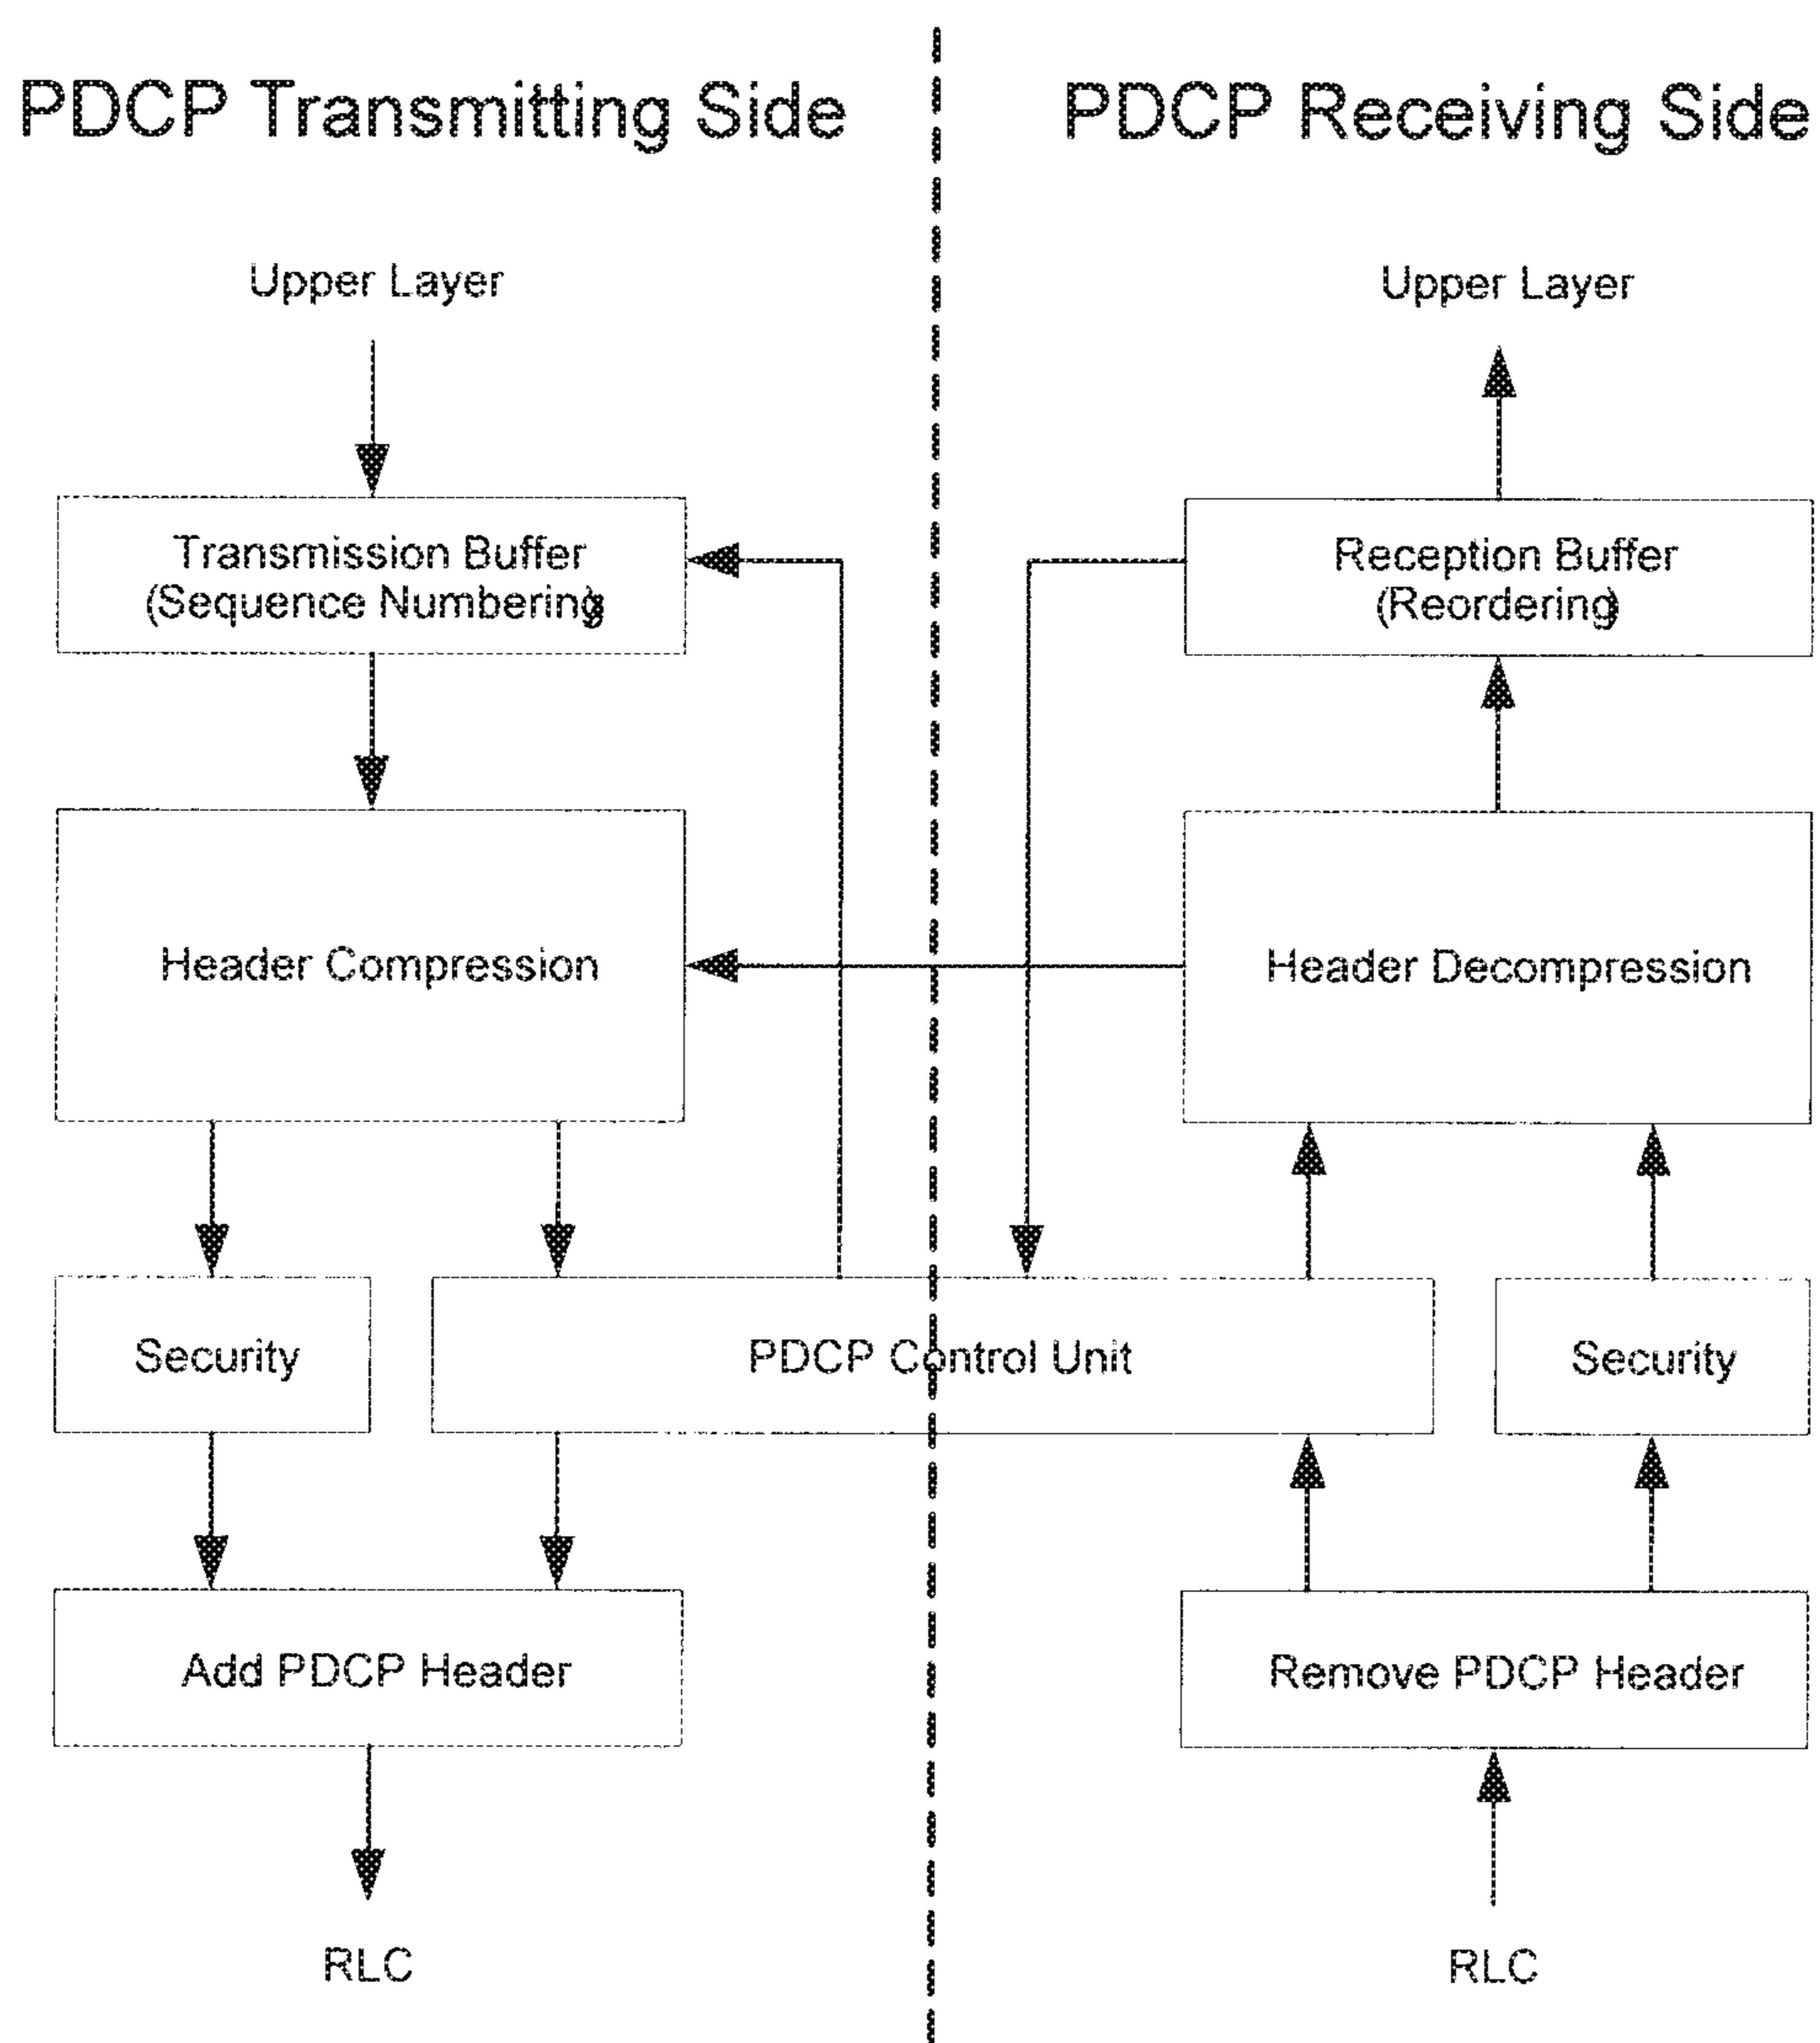 PDCP Transmitting Side
PDCP Receiving Side
Upper Layer
Upper Layer
Transmission Buffer
(Sequence Numbering)
Reception Buffer
(Reordering)
Header Compression
Header Decompression
Security
PDCP Control Unit
Security
Add PDCP Header
Remove PDCP Header
RLC
RLC